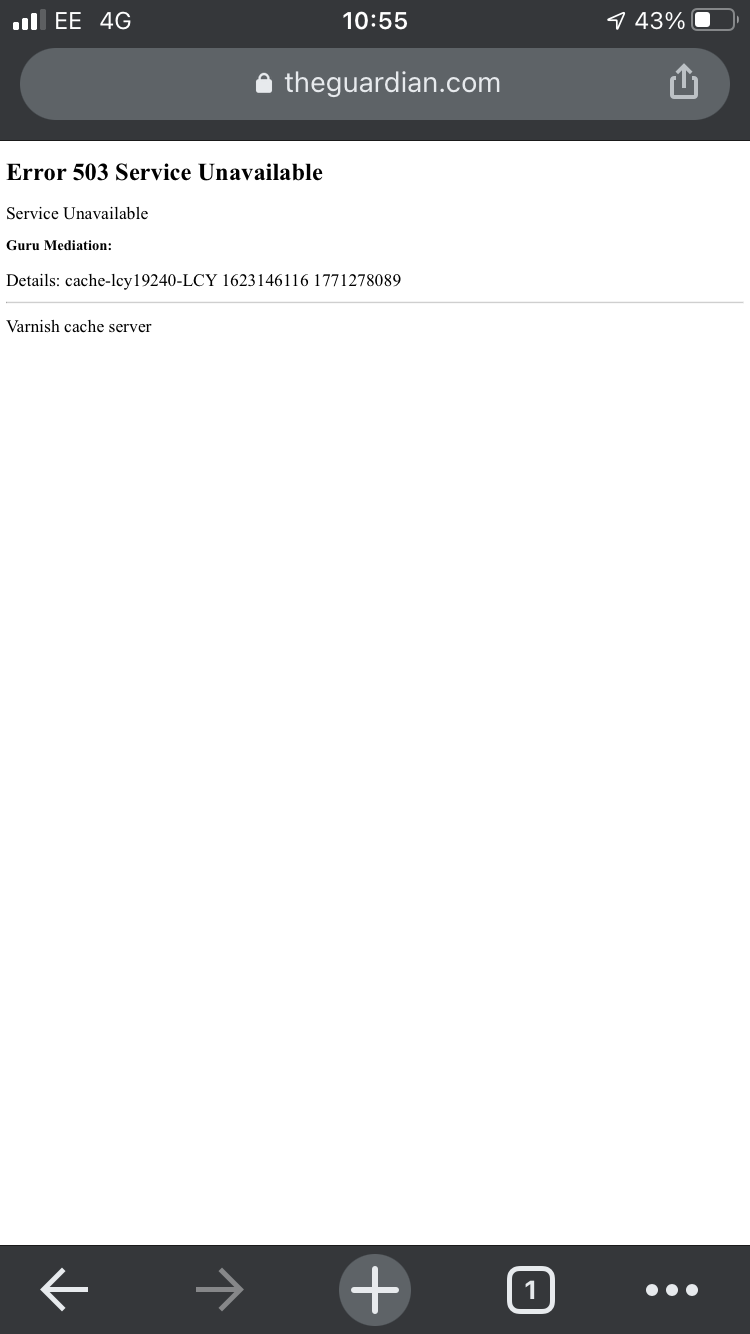 EE 4G 10:55 43%
theguardian.com
Error 503 Service Unavailable
Service Unavailable
Guru Mediation:
Details: cache-lcy19240-LCY 1623146116 1771278089
Varnish cache server
1